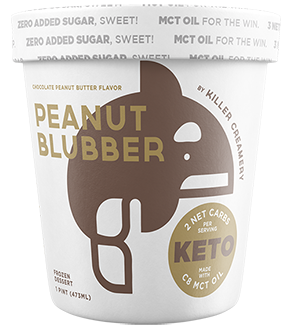 ZERO ADDED SUGAR, SWEET!
MCT OIL FOR THE WIN.
ZERO ADDED SUGAR, SWEET!
MCT OIL FOR THE WIN.
CHOCOLATE PEANUT BUTTER FLAVOR
PEANUT
BLUBBER
BY KILLER CREAMERY
2 NET CARBS
PER
SERVING
KETO
MADE
WITH
C8 MCT OIL
FROZEN
DESSERT
1 PINT (473ML)